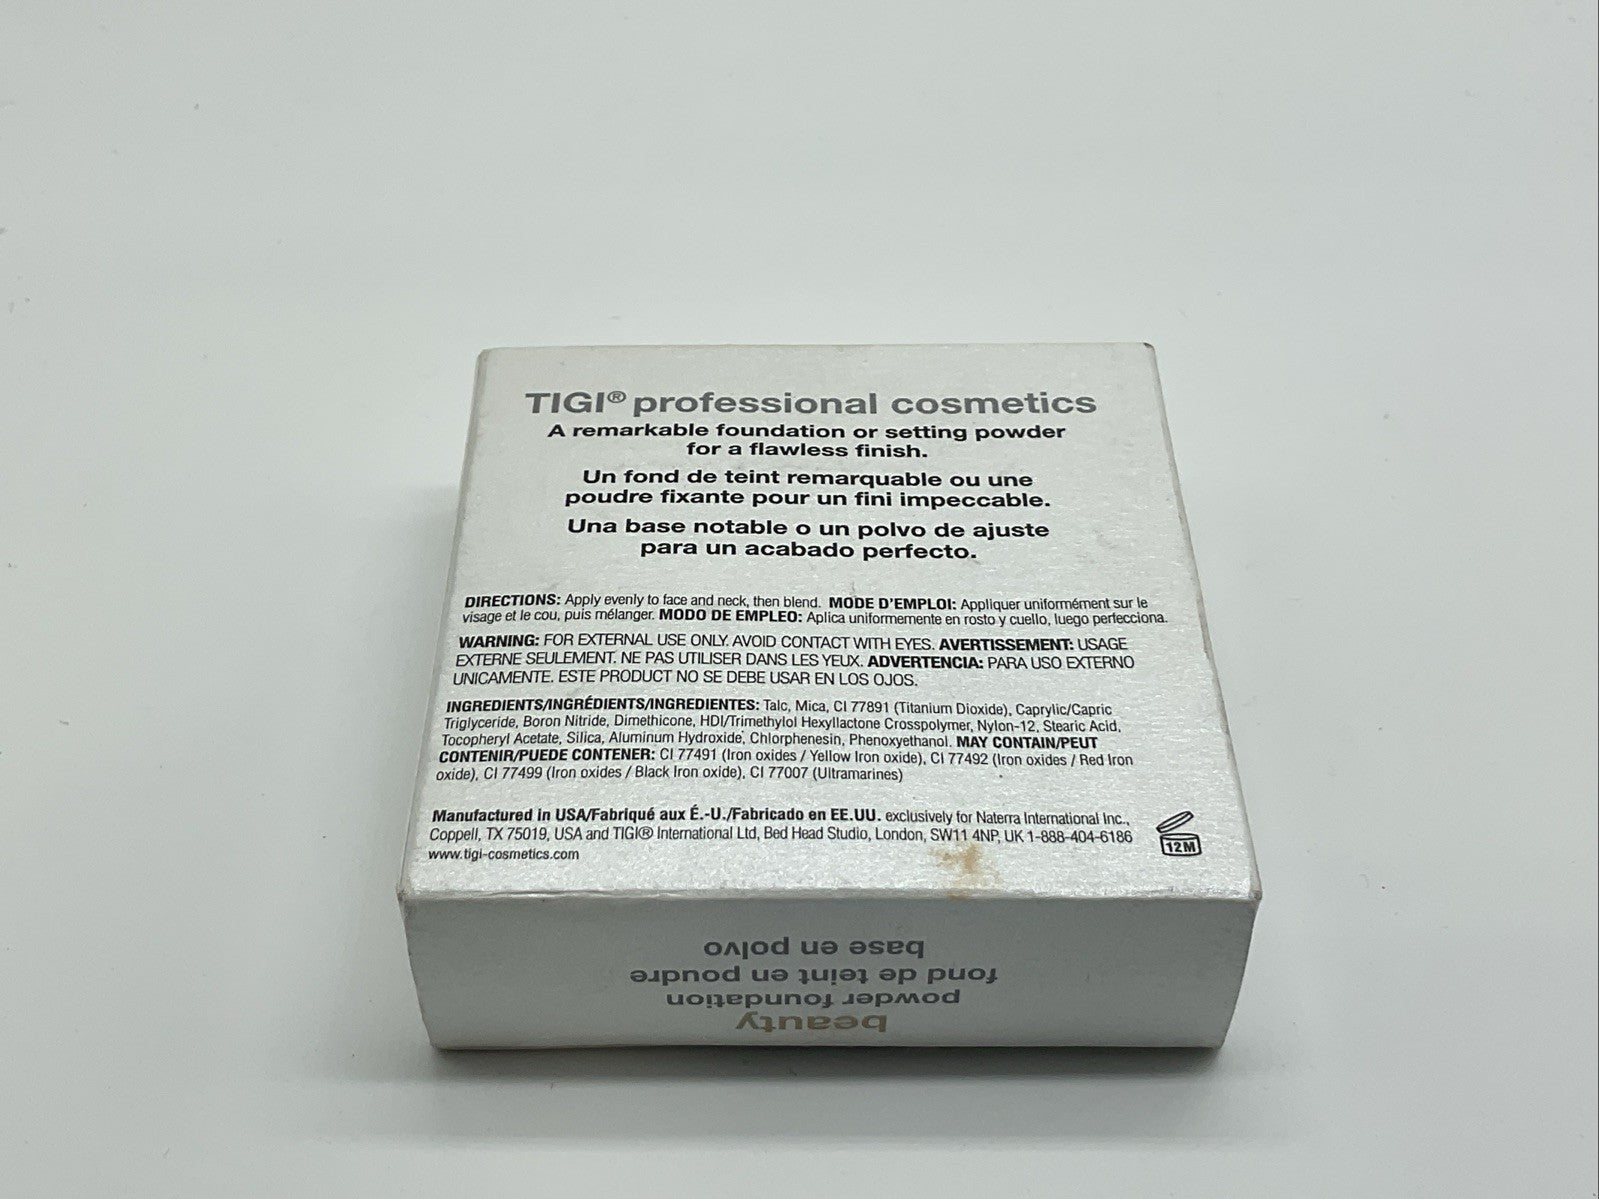 TIGI® professional cosmetics
A remarkable foundation or setting powder
for a flawless finish.
Un fond de teint remarquable ou une
poudre fixante pour un fini impeccable.
Una base notable o un polvo de ajuste
para un acabado perfecto.
DIRECTIONS: Apply evenly to face and neck, then blend. MODE D'EMPLOI: Appliquer uniformément sur le
visage et le cou, puis mélanger. MODO DE EMPLEO: Aplica uniformemente en rosto y cuello, luego perfecciona.
WARNING: FOR EXTERNAL USE ONLY. AVOID CONTACT WITH EYES. AVERTISSEMENT: USAGE
EXTERNE SEULEMENT. NE PAS UTILISER DANS LES YEUX. ADVERTENCIA: PARA USO EXTERNO
UNICAMENTE. ESTE PRODUCT NO SE DEBE USAR EN LOS OJOS.
INGREDIENTS/INGRÉDIENTS/INGREDIENTES: Talc, Mica, CI 77891 (Titanium Dioxide), Caprylic/Capric
Triglyceride, Boron Nitride, Dimethicone, HDI/Trimethylol Hexyllactone Crosspolymer, Nylon-12, Stearic Acid,
Tocopheryl Acetate, Silica, Aluminum Hydroxide, Chlorphenesin, Phenoxyethanol. MAY CONTAIN/PEUT
CONTENIR/PUEDE CONTENER: CI 77491 (Iron oxides / Yellow Iron oxide), CI 77492 (Iron oxides / Red Iron
oxide), CI 77499 (Iron oxides / Black Iron oxide), CI 77007 (Ultramarines)
Manufactured in USA/Fabriqué aux É.-U./Fabricado en EE.UU. exclusively for Naterra International Inc.,
Coppell, TX 75019, USA and TIGI® International Ltd, Bed Head Studio, London, SW11 4NP, UK 1-888-404-6186
www.tigi-cosmetics.com
12M
beauty
powder foundation
fond de teint en poudre
base en polvo